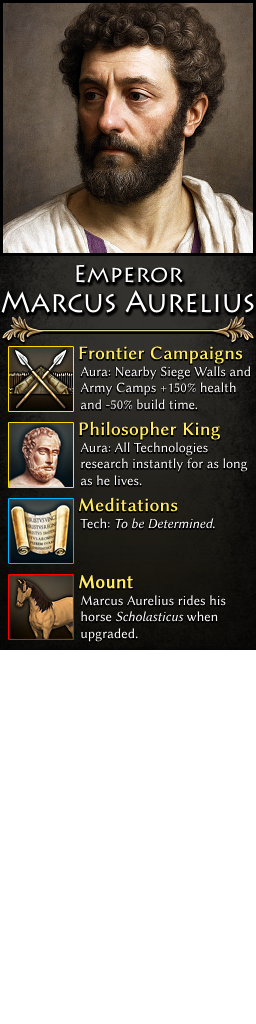 Emperor
Marcus Aurelius
Frontier Campaigns
Aura: Nearby Siege Walls and
Army Camps +150% health
and -50% build time.
Philosopher King
Aura: All Technologies
research instantly for as long
as he lives.
Meditations
Tech: To be Determined.
Mount
Marcus Aurelius rides his
horse Scholasticus when
upgraded.